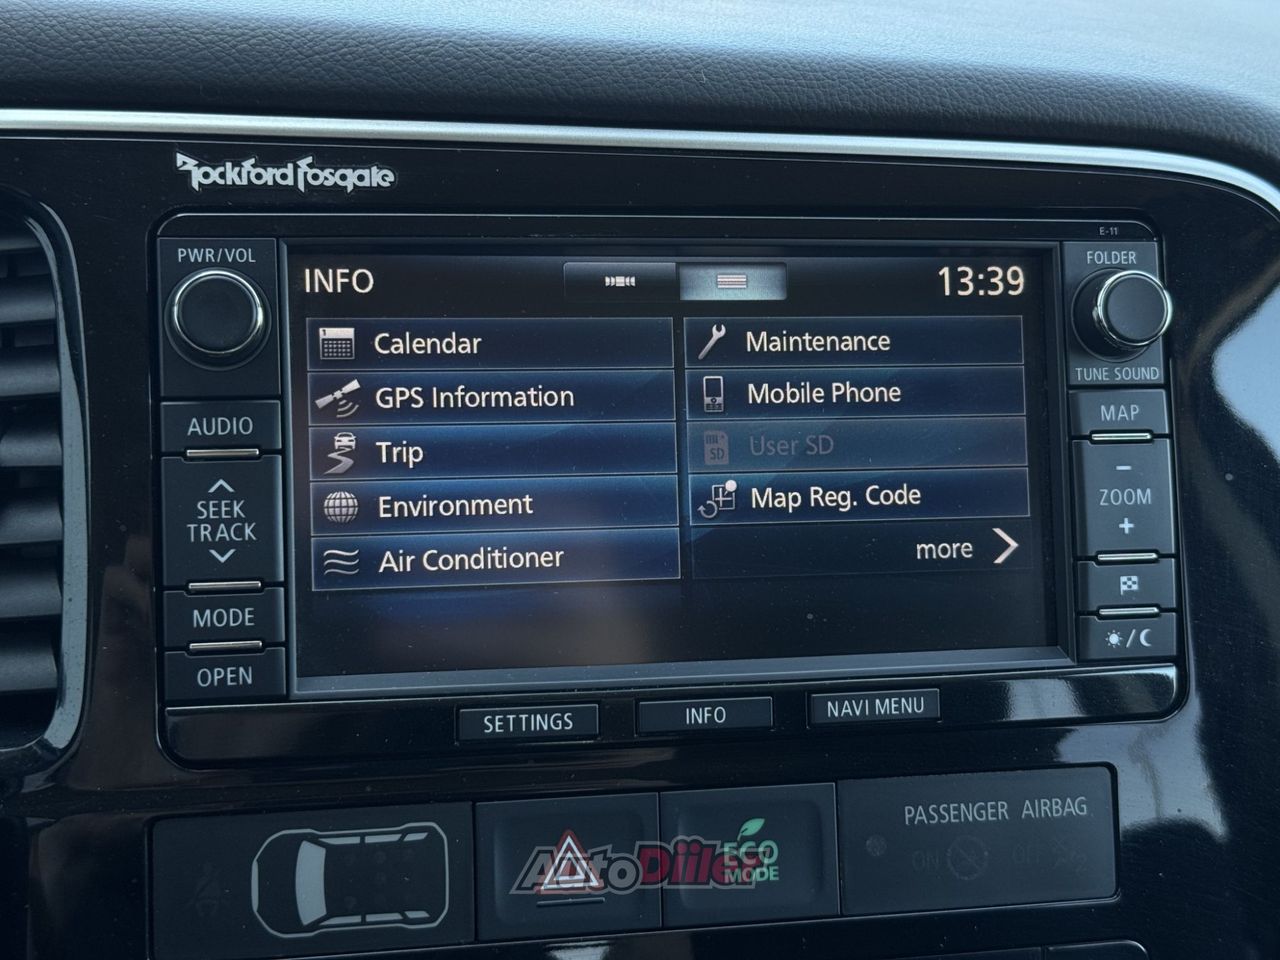 Rockford Fosgate
E-11
PWR/VOL
FOLDER
INFO
13:39
TUNE SOUND
Calendar
Maintenance
GPS Information
Mobile Phone
Trip
User SD
SD
Environment
Map Reg. Code
Air Conditioner
more
AUDIO
SEEK
TRACK
MODE
OPEN
MAP
ZOOM
SETTINGS
INFO
NAVI MENU
PASSENGER AIRBAG
ON
ECO
MODE
AutoDiiler